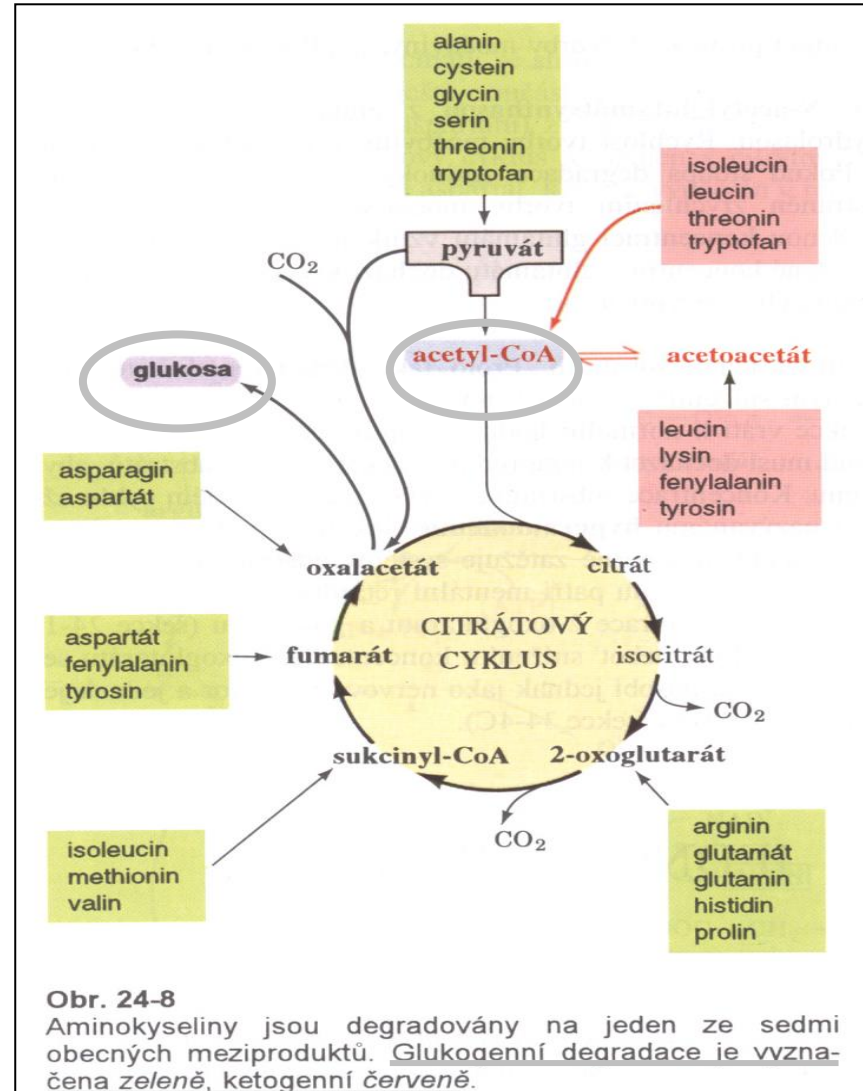 alanin
cystein
glycin
serin
threonin
tryptofan
isoleucin
leucin
threonin
tryptofan
pyruvát
CO2
acetyl-CoA
acetoacetát
glukosa
leucin
lysin
fenylalanin
tyrosin
asparagin
aspartát
oxalacetát
citrát
CITRÁTOVÝ
CYKLUS
aspartát
fenylalanin
tyrosin
fumarát
isocitrát
CO2
sukcinyl-CoA
2-oxoglutarát
CO2
isoleucin
methionin
valin
arginin
glutamát
glutamin
histidin
prolin
Obr. 24-8
Aminokyseliny jsou degradovány na jeden ze sedmi
obecných meziproduktů. Glukogenní degradace je vyzna-
čena zeleně, ketogenní červeně.